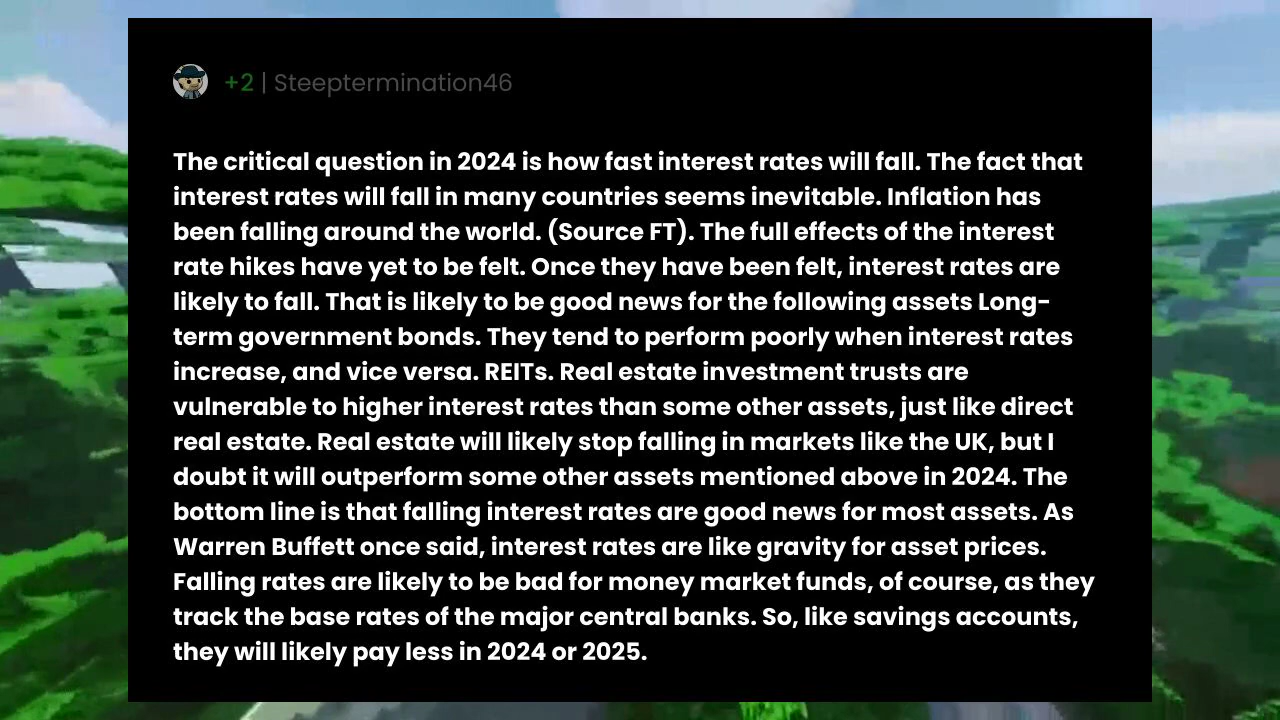 +2 | Steeptermination46
The critical question in 2024 is how fast interest rates will fall. The fact that
interest rates will fall in many countries seems inevitable. Inflation has
been falling around the world. (Source FT). The full effects of the interest
rate hikes have yet to be felt. Once they have been felt, interest rates are
likely to fall. That is likely to be good news for the following assets Long-
term government bonds. They tend to perform poorly when interest rates
increase, and vice versa. REITs. Real estate investment trusts are
vulnerable to higher interest rates than some other assets, just like direct
real estate. Real estate will likely stop falling in markets like the UK, but I
doubt it will outperform some other assets mentioned above in 2024. The
bottom line is that falling interest rates are good news for most assets. As
Warren Buffett once said, interest rates are like gravity for asset prices.
Falling rates are likely to be bad for money market funds, of course, as they
track the base rates of the major central banks. So, like savings accounts,
they will likely pay less in 2024 or 2025.